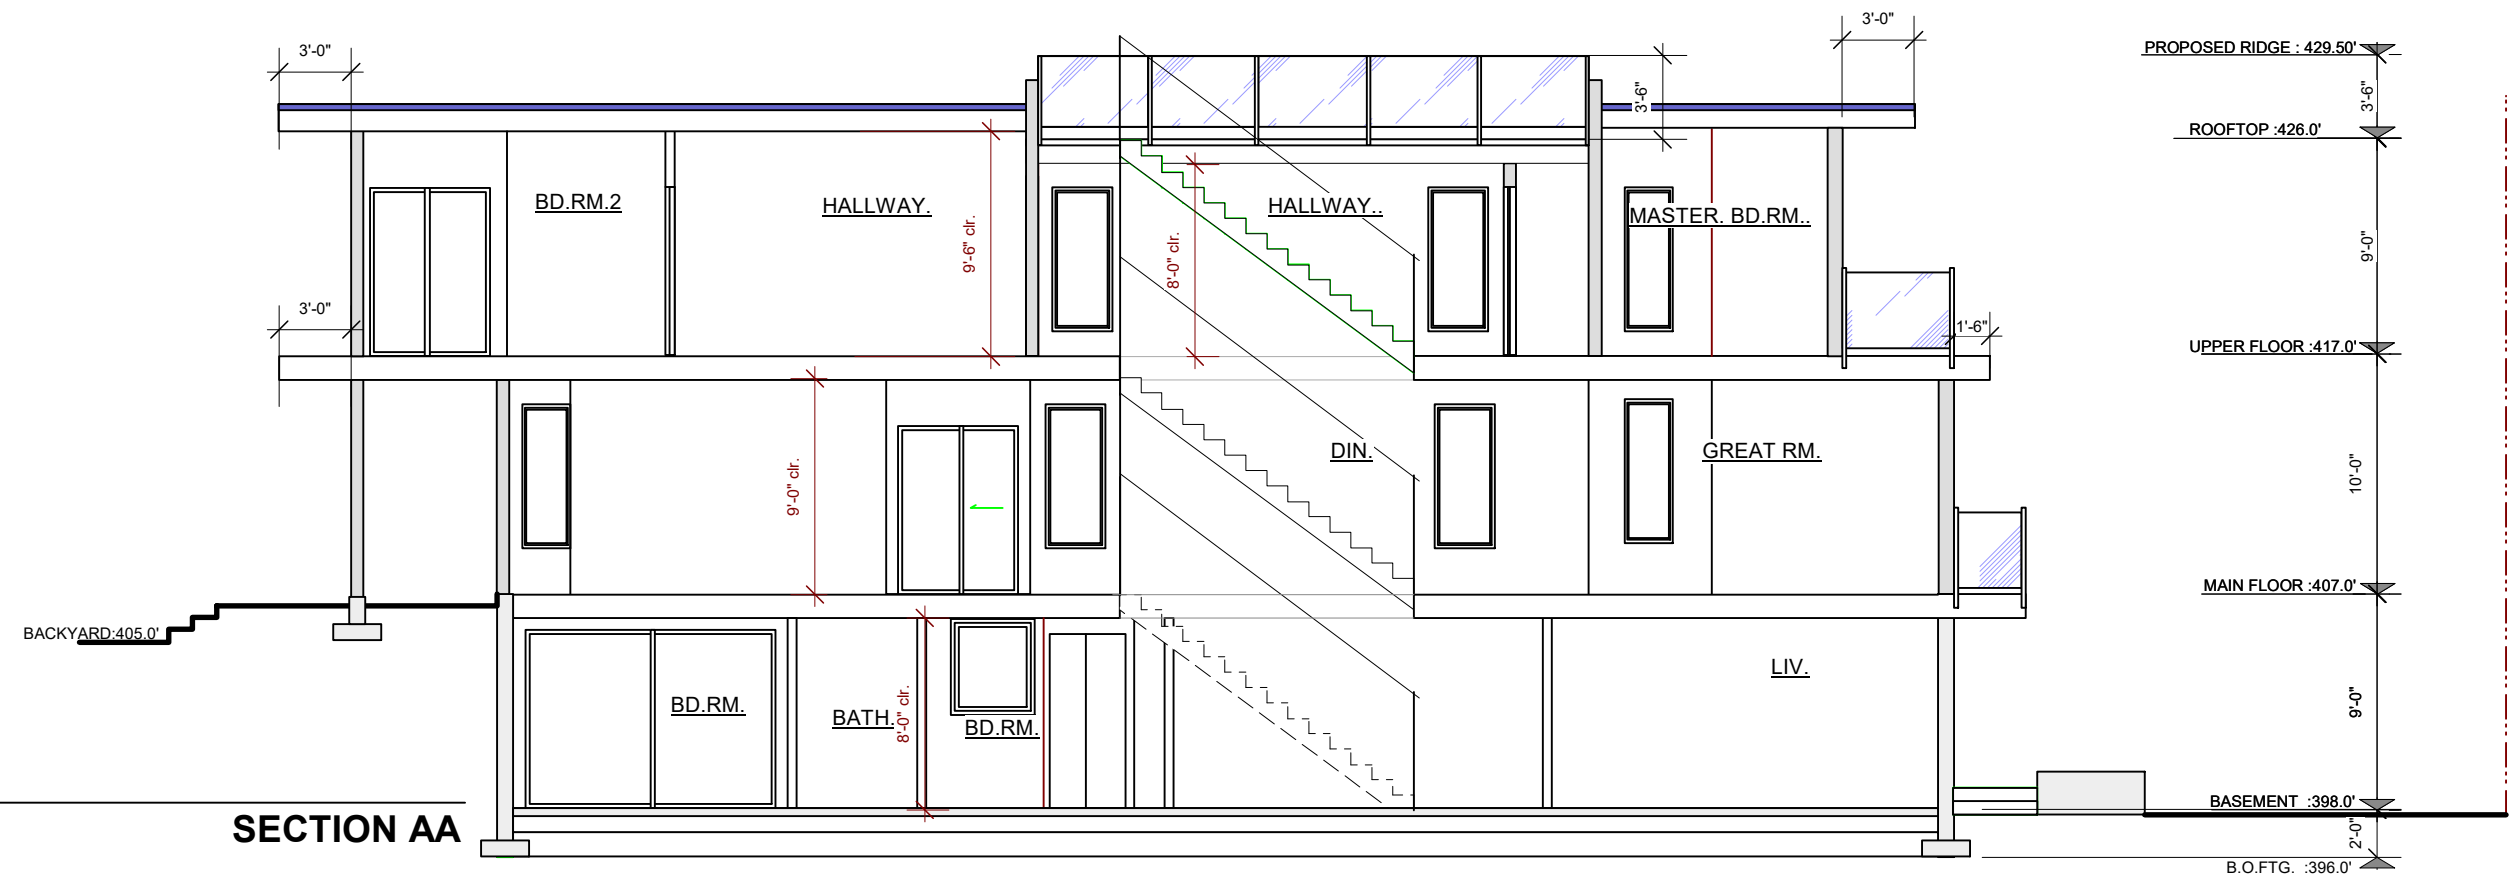 3'-0"
3'-0"
PROPOSED RIDGE : 429.50'
3'-6"
3'-6"
ROOFTOP :426.0'
BD.RM.2
HALLWAY.
HALLWAY..
MASTER. BD.RM..
9'-6" clr.
8'-0" clr.
9'-0"
3'-0"
1'-6"
UPPER FLOOR :417.0'
9'-0" clr.
DIN.
GREAT RM.
10'-0"
MAIN FLOOR :407.0'
BACKYARD:405.0'
BD.RM.
BATH.
8'-0" clr.
BD.RM.
LIV.
9'-0"
BASEMENT :398.0'
SECTION AA
2'-0"
B.O.FTG. :396.0'